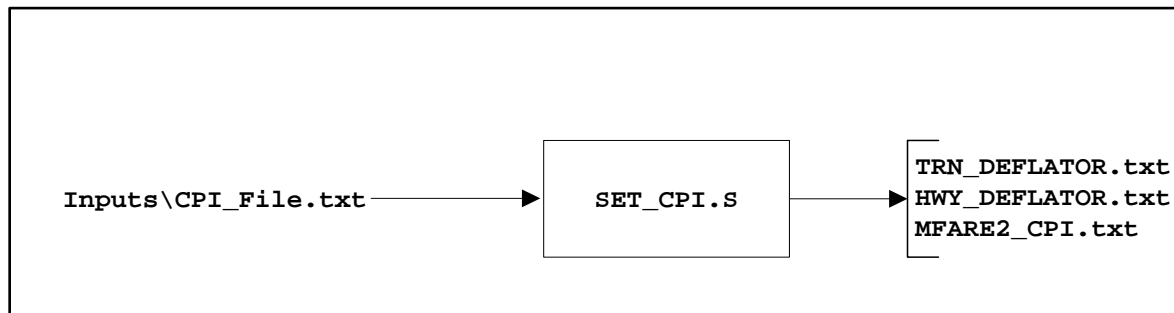 Inputs\CPI_File.txt
SET_CPI.S
TRN_DEFLATOR.txt
HWY_DEFLATOR.txt
MFARE2_CPI.txt